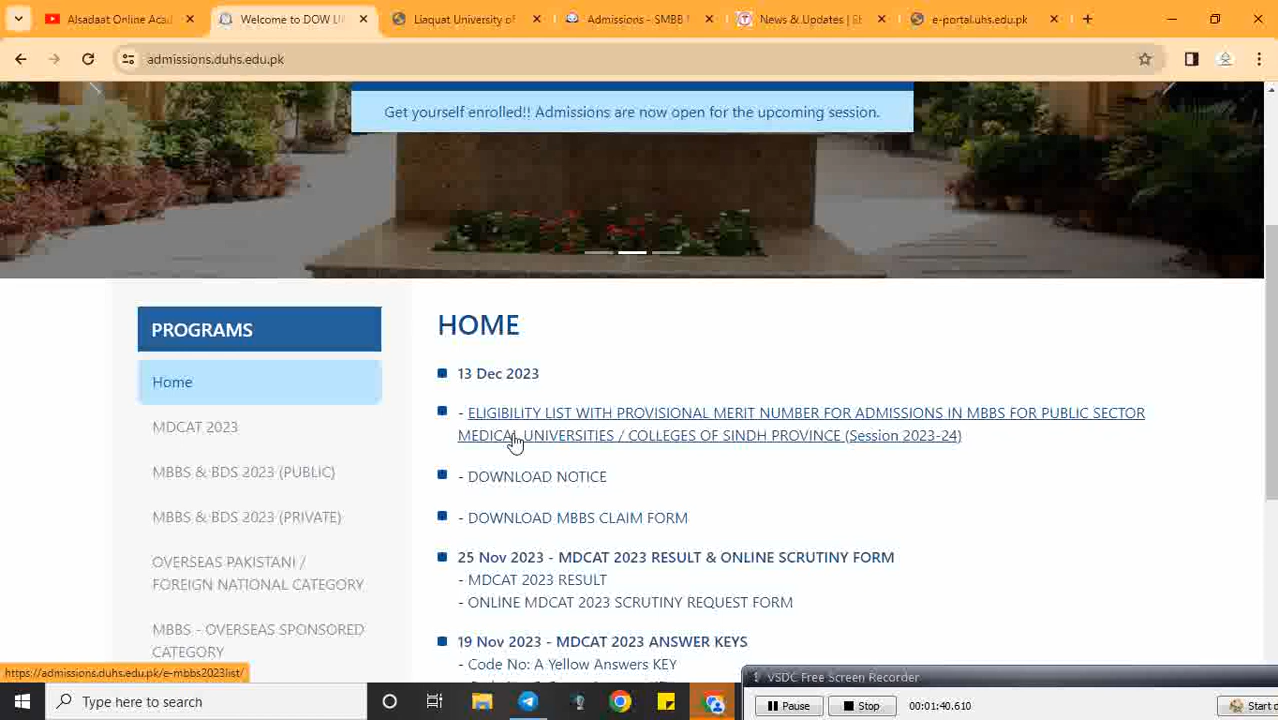 Alsadaat Online Aca
Welcome to DOW U
Liaquat University of
Admissions - SMBB
News & Updates |
e-portal.uhs.edu.pk
admissions.duhs.edu.pk
Get yourself enrolled!! Admissions are now open for the upcoming session.
PROGRAMS
Home
MDCAT 2023
MBBS & BDS 2023 (PUBLIC)
MBBS & BDS 2023 (PRIVATE)
OVERSEAS PAKISTANI /
FOREIGN NATIONAL CATEGORY
MBBS - OVERSEAS SPONSORED
CATEGORY
HOME
13 Dec 2023
- ELIGIBILITY LIST WITH PROVISIONAL MERIT NUMBER FOR ADMISSIONS IN MBBS FOR PUBLIC SECTOR
MEDICAL UNIVERSITIES / COLLEGES OF SINDH PROVINCE (Session 2023-24)
- DOWNLOAD NOTICE
- DOWNLOAD MBBS CLAIM FORM
25 Nov 2023 - MDCAT 2023 RESULT & ONLINE SCRUTINY FORM
- MDCAT 2023 RESULT
- ONLINE MDCAT 2023 SCRUTINY REQUEST FORM
19 Nov 2023 - MDCAT 2023 ANSWER KEYS
- Code No: A Yellow Answers KEY
https://admissions.duhs.edu.pk/e-mbbs2023list/
VSDC Free Screen Recorder
Type here to search
Pause
Stop
00:01:40.610
Start